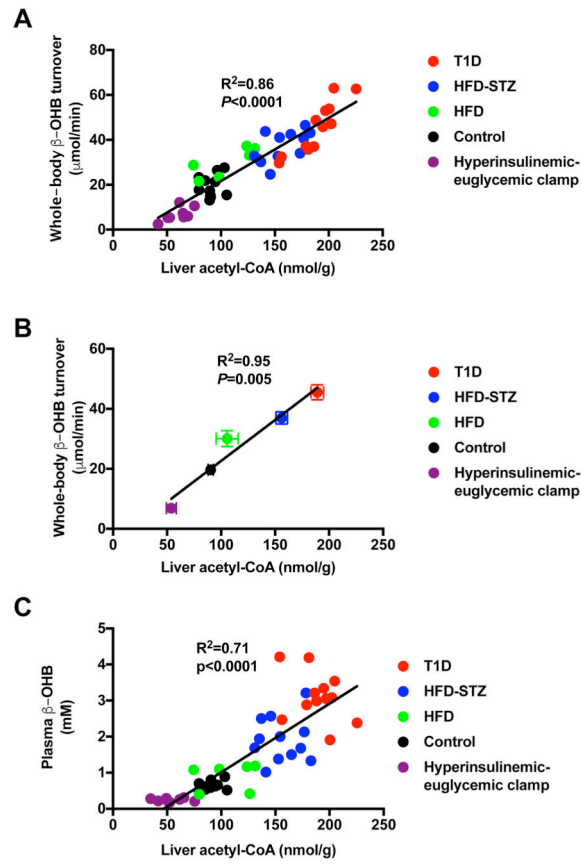 A
Whole–body β–OHB turnover
(μmol/min)
80
60
40
20
0
R²=0.86
P<0.0001
0 50 100 150 200 250
Liver acetyl-CoA (nmol/g)
T1D
HFD-STZ
HFD
Control
Hyperinsulinemic-
euglycemic clamp
B
Whole-body β–OHB turnover
(μmol/min)
60
40
20
0
R²=0.95
P=0.005
0 50 100 150 200 250
Liver acetyl-CoA (nmol/g)
T1D
HFD-STZ
HFD
Control
Hyperinsulinemic-
euglycemic clamp
C
Plasma β–OHB
(mM)
5
4
3
2
1
0
R²=0.71
p<0.0001
0 50 100 150 200 250
Liver acetyl-CoA (nmol/g)
T1D
HFD-STZ
HFD
Control
Hyperinsulinemic-
euglycemic clamp